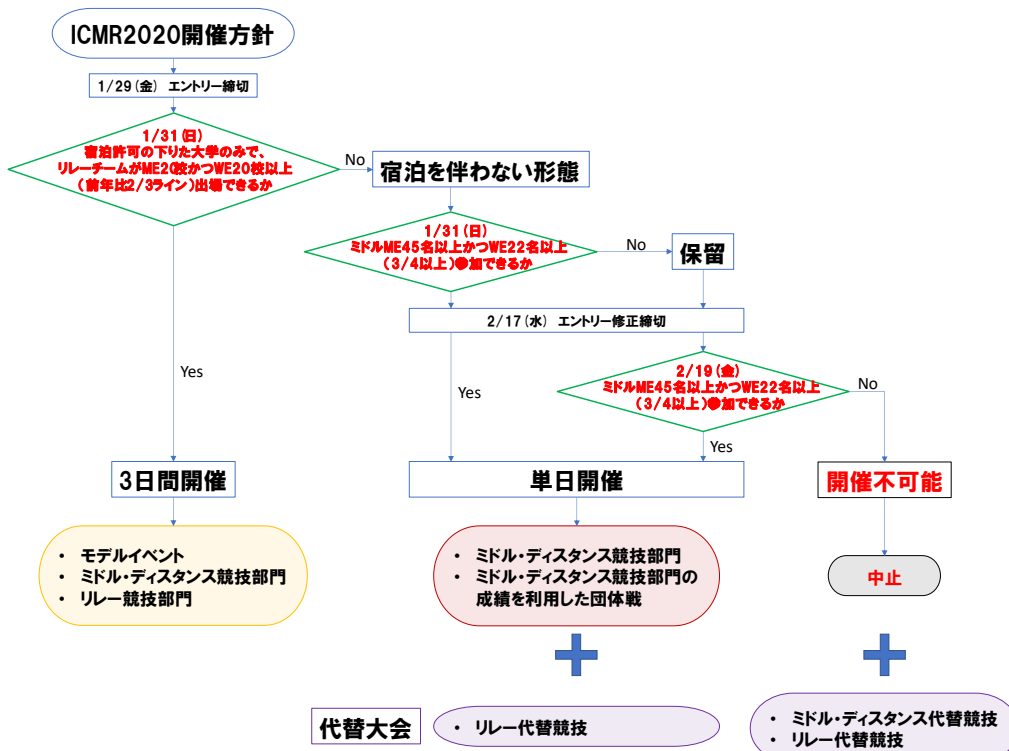 ICMR2020開催方針
1/29(金) エントリー締切
1/31(日)
宿泊許可の下りた大学のみで、
リレーチームがME20校かつWE20校以上
(前年比2/3ライン)出場できるか
No
宿泊を伴わない形態
1/31(日)
ミドルME45名以上かつWE22名以上
(3/4以上)加できるか
No
保留
2/17(水) エントリー修正締切
Yes
Yes
2/19(金)
ミドルME45名以上かつWE22名以上
(3/4以上)加できるか
No
Yes
3日間開催
単日開催
開催不可能
・ モデルイベント
・ ミドル・ディスタンス競技部門
・ リレー競技部門
・ ミドル・ディスタンス競技部門
・ ミドル・ディスタンス競技部門の
成績を利用した団体戦
中止
代替大会
・ リレー代替競技
・ ミドル・ディスタンス代替競技
・ リレー代替競技